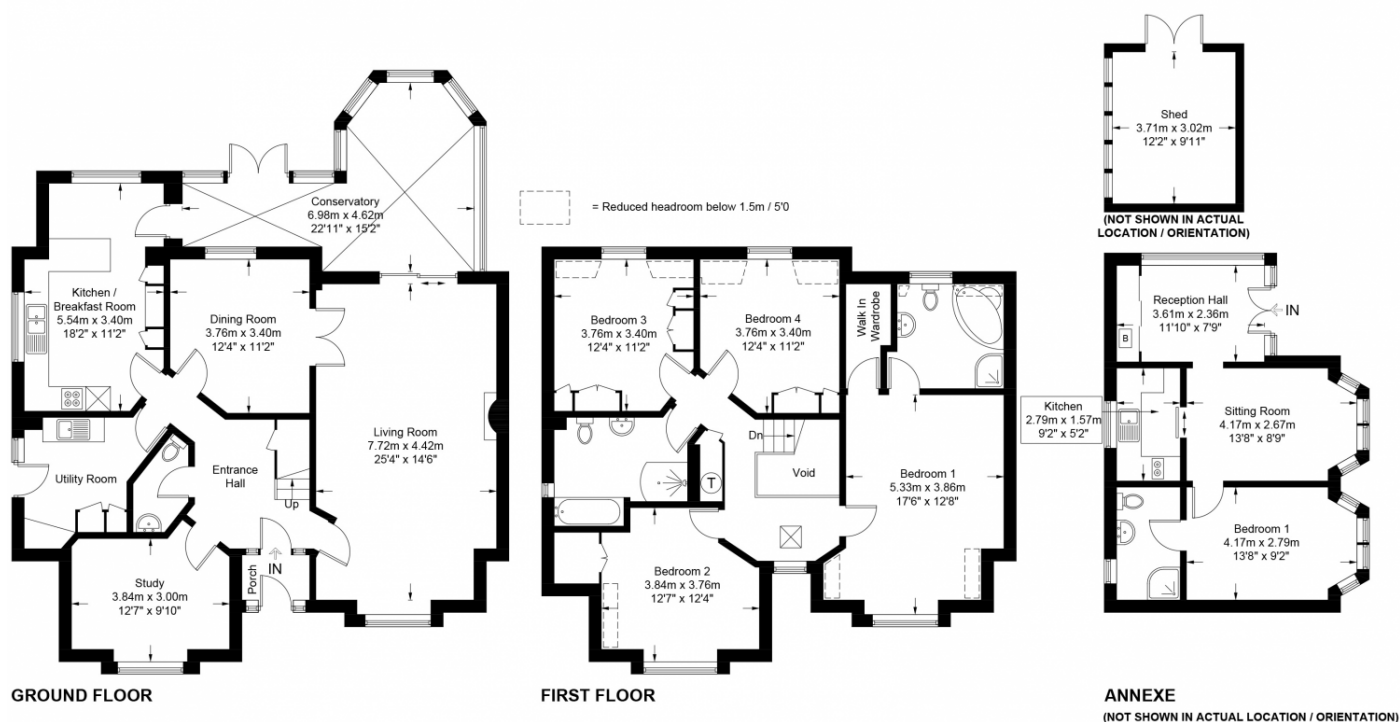 Conservatory
6.98m x 4.62m
22'11" x 15'2"
Kitchen /
Breakfast Room
5.54m x 3.40m
18'2" x 11'2"
Dining Room
3.76m x 3.40m
12'4" x 11'2"
Living Room
7.72m x 4.42m
25'4" x 14'6"
Utility Room
Entrance
Hall
Up
Study
3.84m x 3.00m
12'7" x 9'10"
Porch
IN
GROUND FLOOR
= Reduced headroom below 1.5m / 5'0
Bedroom 3
3.76m x 3.40m
12'4" x 11'2"
Bedroom 4
3.76m x 3.40m
12'4" x 11'2"
Walk In
Wardrobe
Dn
Void
T
Bedroom 1
5.33m x 3.86m
17'6" x 12'8"
Bedroom 2
3.84m x 3.76m
12'7" x 12'4"
FIRST FLOOR
Shed
3.71m x 3.02m
12'2" x 9'11"
(NOT SHOWN IN ACTUAL
LOCATION / ORIENTATION)
Reception Hall
3.61m x 2.36m
11'10" x 7'9"
IN
B
Kitchen
2.79m x 1.57m
9'2" x 5'2"
Sitting Room
4.17m x 2.67m
13'8" x 8'9"
Bedroom 1
4.17m x 2.79m
13'8" x 9'2"
ANNEXE
(NOT SHOWN IN ACTUAL LOCATION / ORIENTATION)